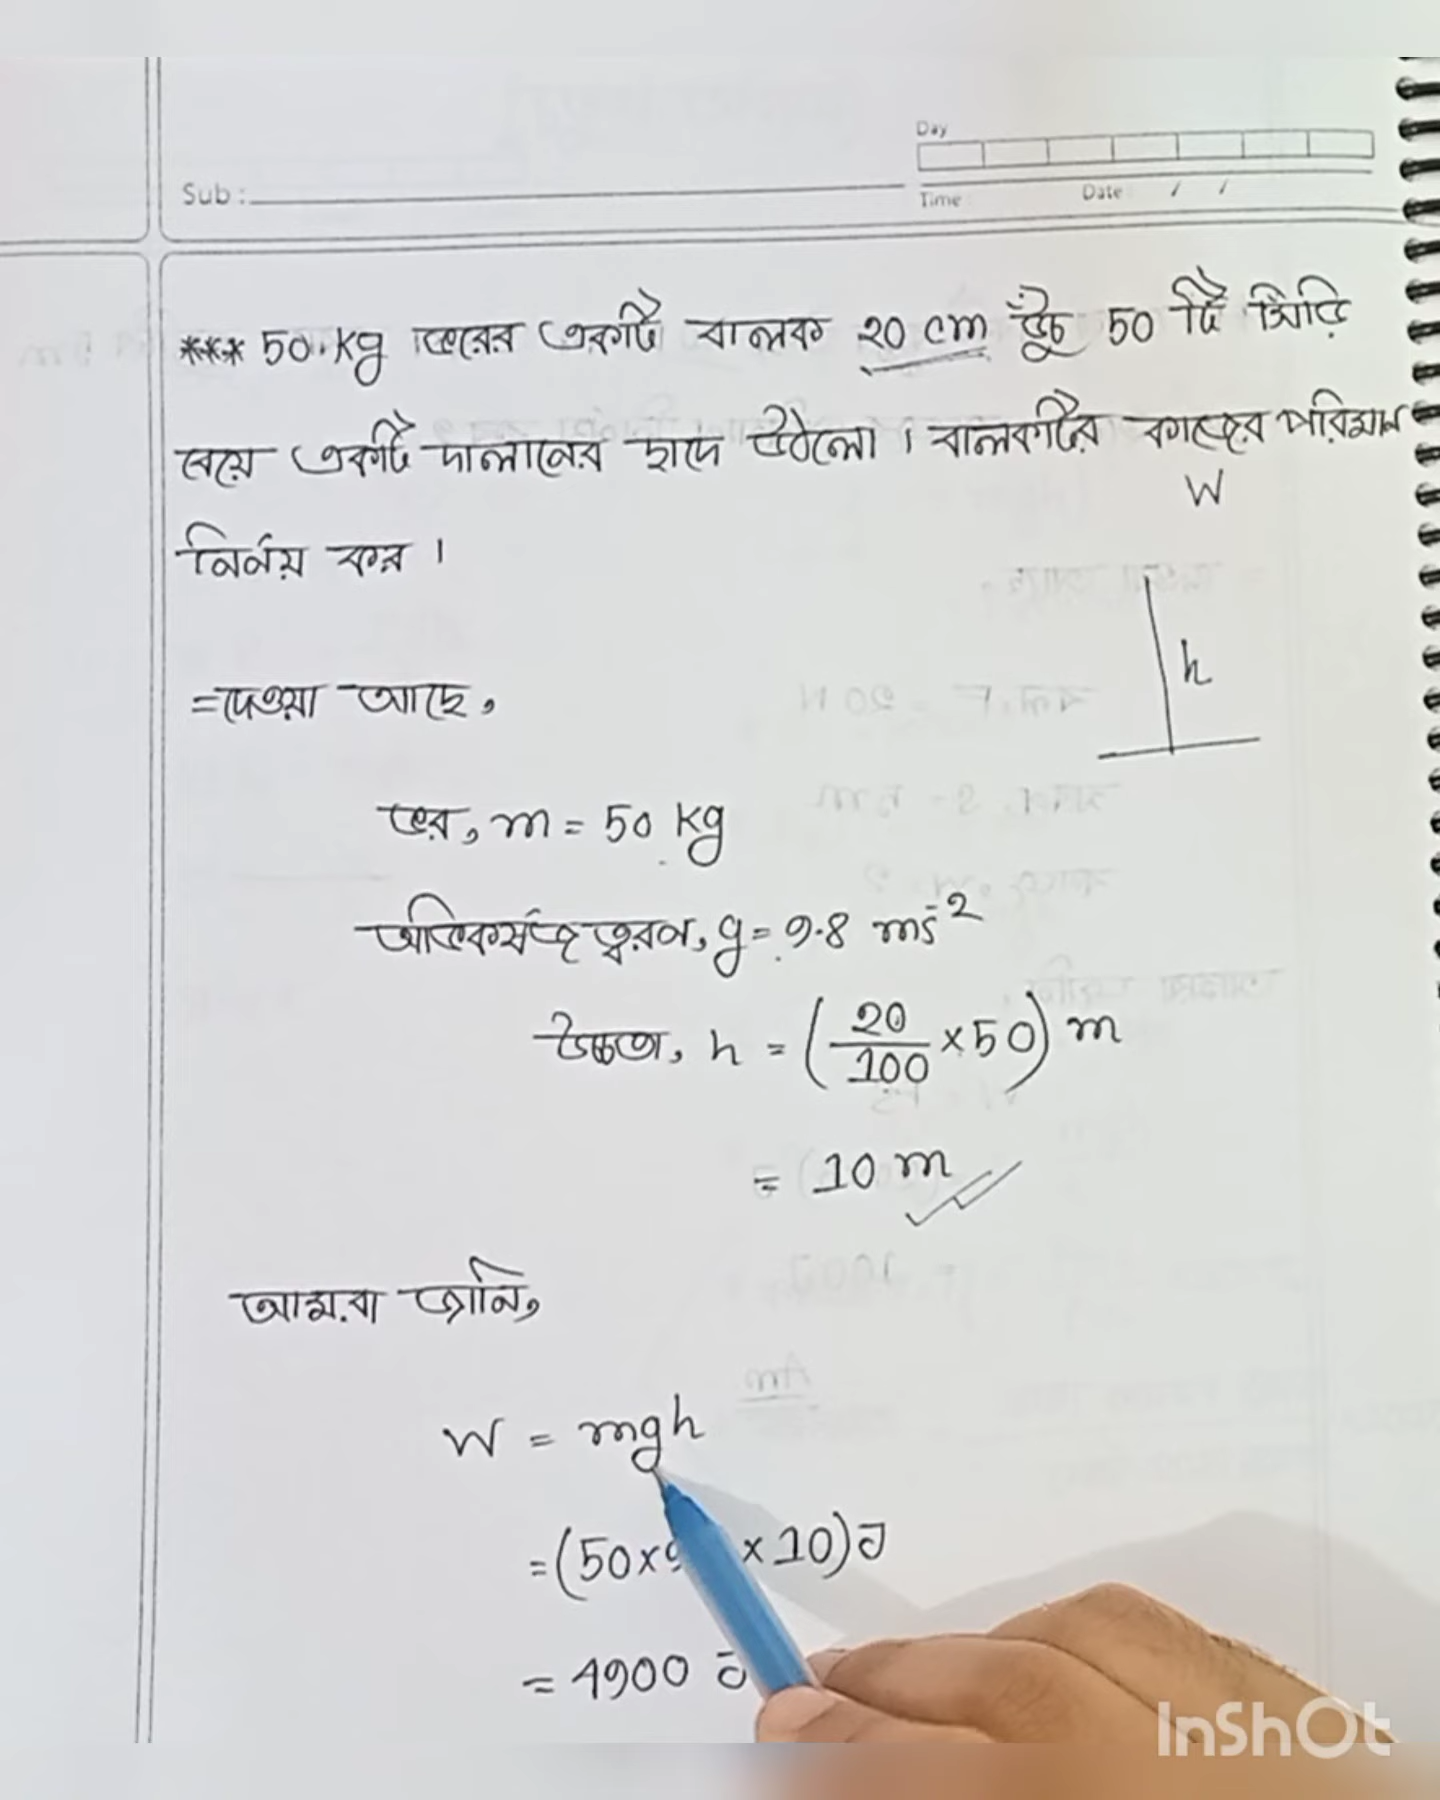 Day
Sub :
Time Date / /
*** 50 kg ভরের একটি বালক 20 cm উঁচু 50 টি সিঁড়ি
বেয়ে একটি দালানের ছাদে উঠলো। বালকটির কাজের পরিমান
W
নির্নয় কর।
h
=দেওয়া আছে,
ভর, m = 50 kg
অভিকর্ষজ ত্বরণ, g = 9.8 ms⁻²
উচ্চতা, h = (20/100 × 50) m
= 10 m
আমরা জানি,
W = mgh
= (50×9 × 10) J
= 4900 J
InShOt